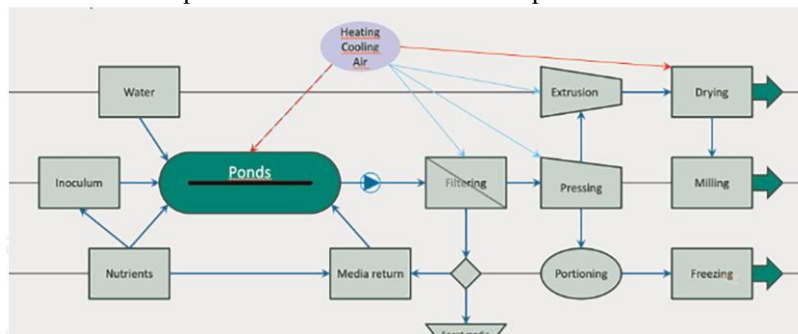 Heating
Cooling
Air
Water
Extrusion
Drying
Inoculum
Ponds
Filtering
Pressing
Milling
Nutrients
Media return
Portioning
Freezing